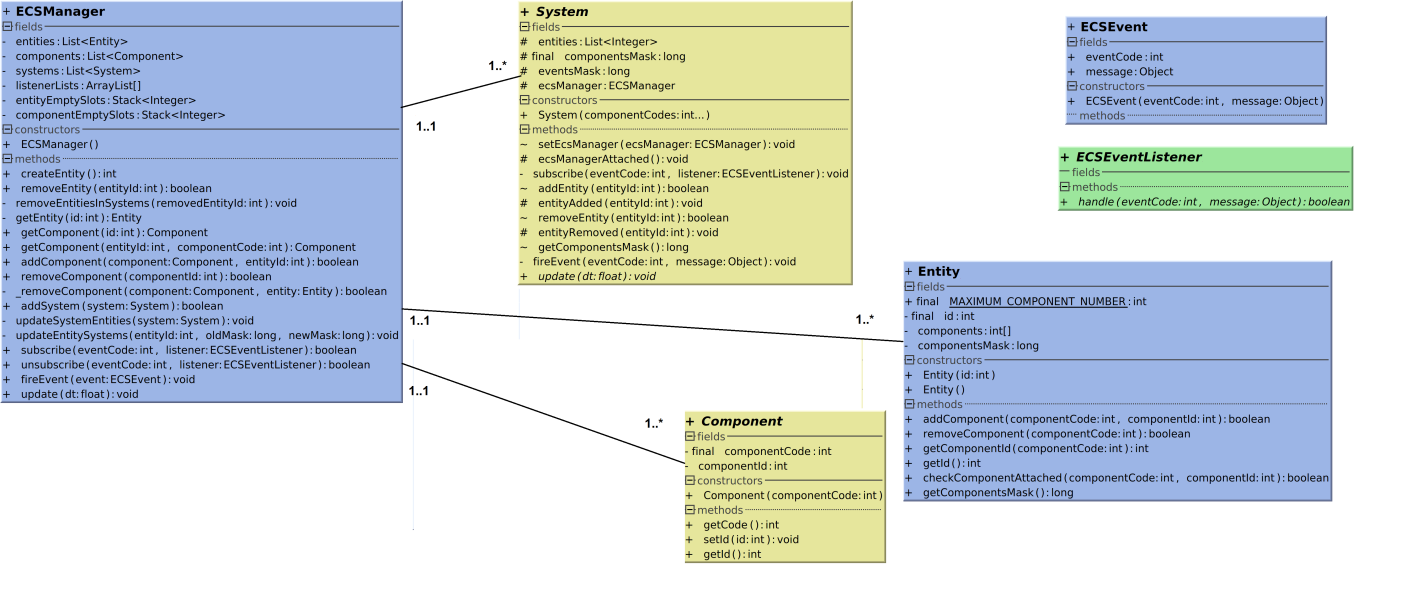 + ECSManager
fields
- entities:List<Entity>
- components:List<Component>
- systems:List<System>
- listenerLists:ArrayList[]
- entityEmptySlots:Stack<Integer>
- componentEmptySlots:Stack<Integer>
constructors
+ ECSManager()
methods
+ createEntity():int
+ removeEntity(entityId:int):boolean
- removeEntitiesInSystems(removedEntityId:int):void
- getEntity(id:int):Entity
+ getComponent(id:int):Component
+ getComponent(entityId:int, componentCode:int):Component
+ addComponent(component:Component, entityId:int):boolean
+ removeComponent(componentId:int):boolean
- _removeComponent(component:Component, entity:Entity):boolean
+ addSystem(system:System):boolean
- updateSystemEntities(system:System):void
- updateEntitySystems(entityId:int, oldMask:long, newMask:long):void
+ subscribe(eventCode:int, listener:ECSEventListener):boolean
+ unsubscribe(eventCode:int, listener:ECSEventListener):boolean
+ fireEvent(event:ECSEvent):void
+ update(dt:float):void
1..*
1..1
+ System
fields
# entities:List<Integer>
# final componentsMask:long
# eventsMask:long
# ecsManager:ECSManager
constructors
+ System(componentCodes:int...)
methods
~ setEcsManager(ecsManager:ECSManager):void
# ecsManagerAttached():void
- subscribe(eventCode:int, listener:ECSEventListener):void
~ addEntity(entityId:int):boolean
# entityAdded(entityId:int):void
~ removeEntity(entityId:int):boolean
# entityRemoved(entityId:int):void
~ getComponentsMask():long
- fireEvent(eventCode:int, message:Object):void
+ update(dt:float):void
+ ECSEvent
fields
+ eventCode:int
+ message:Object
constructors
+ ECSEvent(eventCode:int, message:Object)
methods
+ ECSEventListener
fields
methods
+ handle(eventCode:int, message:Object):boolean
1..1
1..*
+ Entity
fields
+ final MAXIMUM_COMPONENT_NUMBER:int
- final id:int
- components:int[]
- componentsMask:long
constructors
+ Entity(id:int)
+ Entity()
methods
+ addComponent(componentCode:int, componentId:int):boolean
+ removeComponent(componentCode:int):boolean
+ getComponentId(componentCode:int):int
+ getId():int
+ checkComponentAttached(componentCode:int, componentId:int):boolean
+ getComponentsMask():long
1..1
1..*
+ Component
fields
- final componentCode:int
- componentId:int
constructors
+ Component(componentCode:int)
methods
+ getCode():int
+ setId(id:int):void
+ getId():int